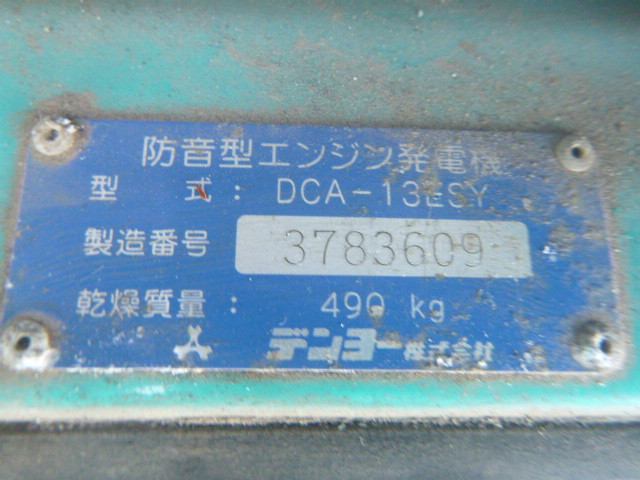 防音型エンジン発電機
型 式 : DCA-13ESY
製造番号 3783609
乾燥質量 : 490 kg
デンヨー株式会社